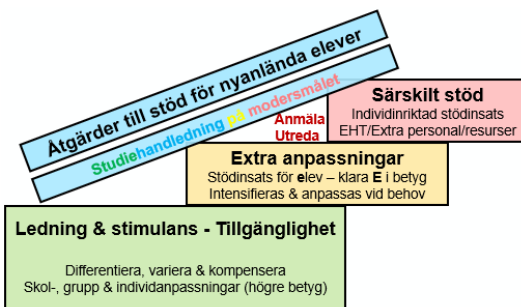 Åtgärder till stöd för nyanlända elever
Studiehandledning på modersmålet
Anmäla
Utreda
Särskilt stöd
Individinriktad stödinsats
EHT/Extra personal/resurser
Extra anpassningar
Stödinsats för elev – klara E i betyg
Intensifieras & anpassas vid behov
Ledning & stimulans - Tillgänglighet
Differentiera, variera & kompensera
Skol-, grupp & individanpassningar (högre betyg)